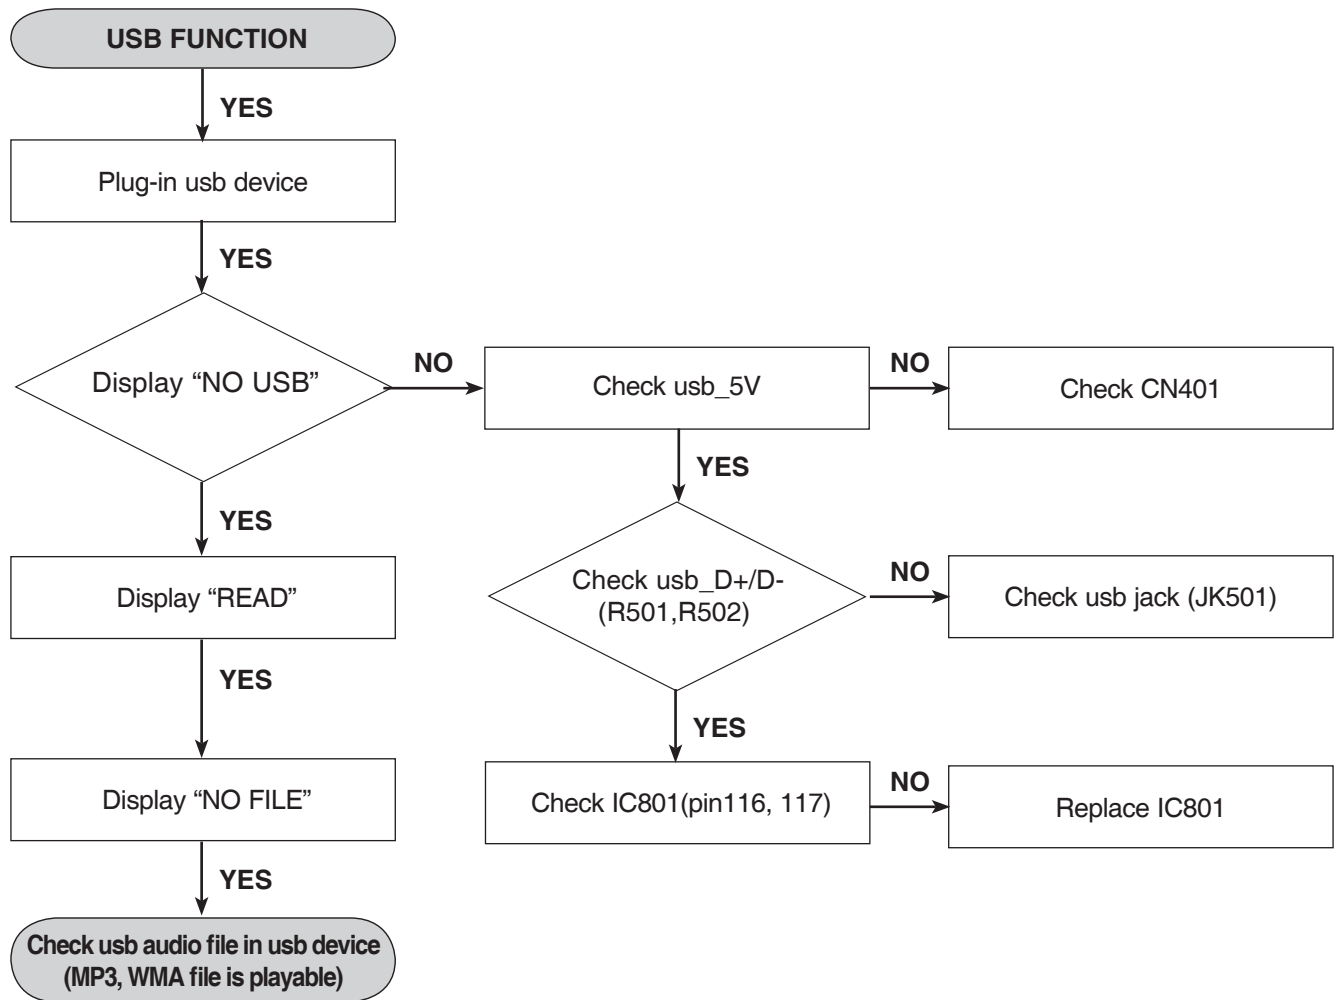 USB FUNCTION
YES
Plug-in usb device
YES
Display “NO USB”
NO
Check usb_5V
NO
Check CN401
YES
YES
Display “READ”
Check usb_D+/D-
(R501,R502)
NO
Check usb jack (JK501)
YES
YES
Display “NO FILE”
Check IC801(pin116, 117)
NO
Replace IC801
YES
Check usb audio file in usb device
(MP3, WMA file is playable)